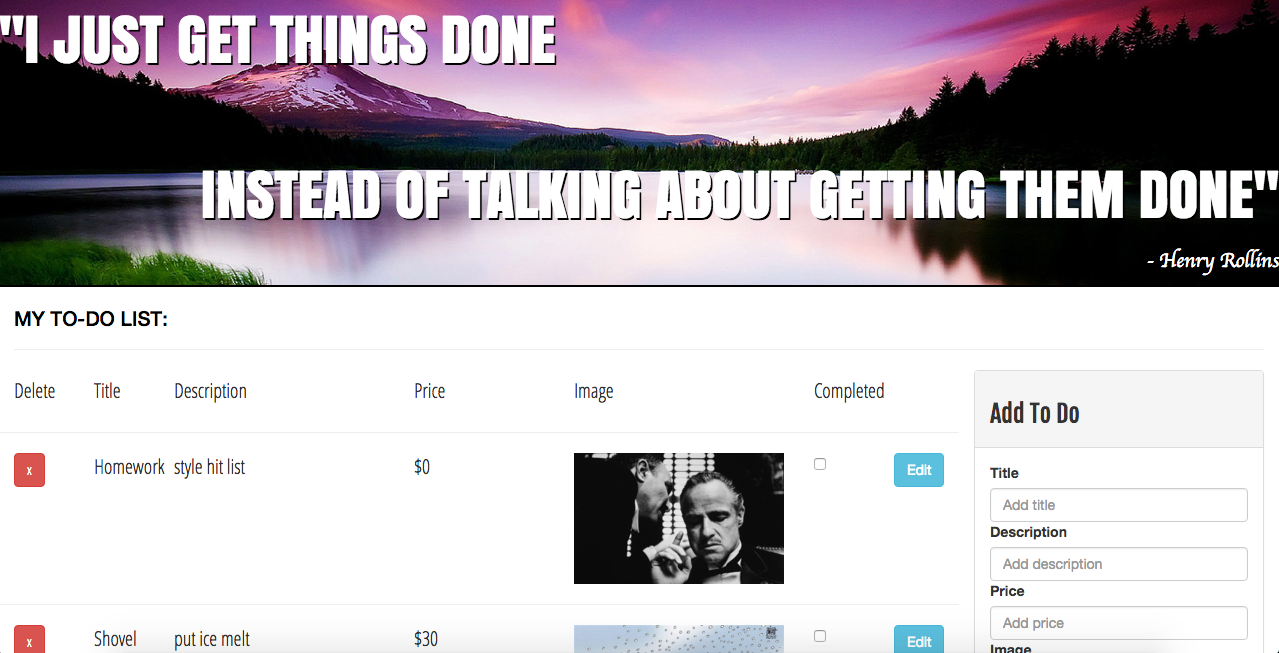 "I JUST GET THINGS DONE
INSTEAD OF TALKING ABOUT GETTING THEM DONE"
- Henry Rollins
MY TO-DO LIST:
Delete Title Description Price Image Completed
x Homework style hit list $0 Edit
x Shovel put ice melt $30 Edit
Add To Do
Title
Add title
Description
Add description
Price
Add price
Image